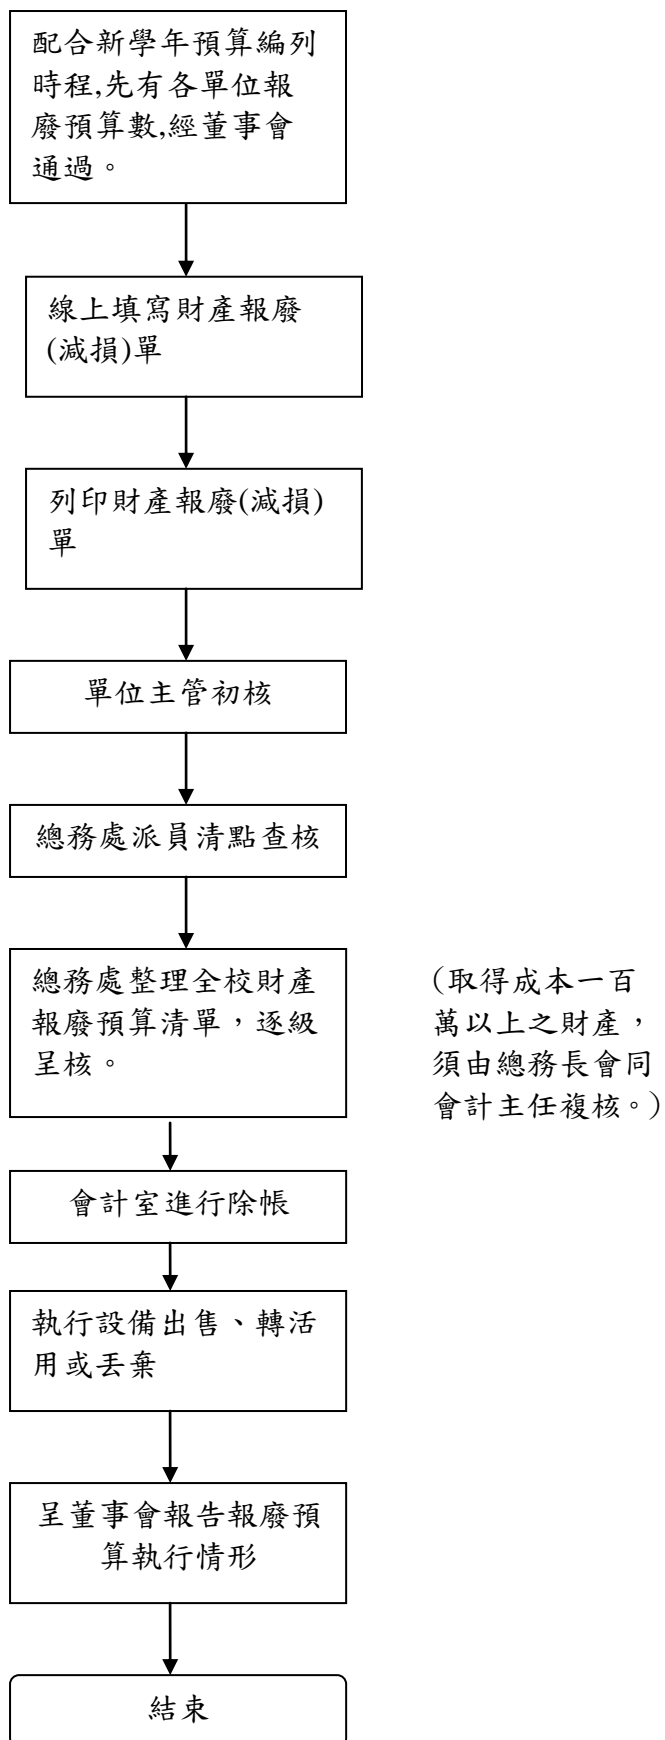 配合新學年預算編列
時程,先有各單位報
廢預算數,經董事會
通過。
線上填寫財產報廢
(減損)單
列印財產報廢(減損)
單
單位主管初核
總務處派員清點查核
總務處整理全校財產
報廢預算清單，逐級
呈核。
(取得成本一百
萬以上之財產，
須由總務長會同
會計主任複核。)
會計室進行除帳
執行設備出售、轉活
用或丟棄
呈董事會報告報廢預
算執行情形
結束